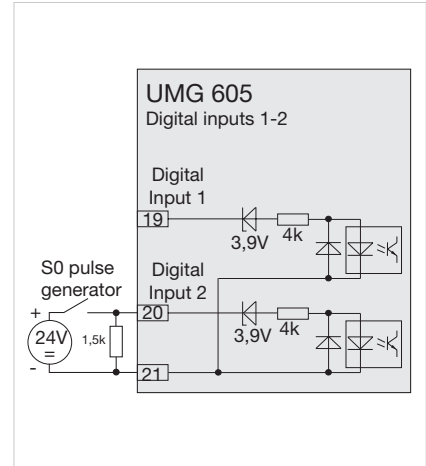 UMG 605
Digital inputs 1-2
Digital
Input 1
19
3,9V
4k
S0 pulse
generator
Digital
Input 2
20
3,9V
4k
+
24V
=
-
1,5k
21